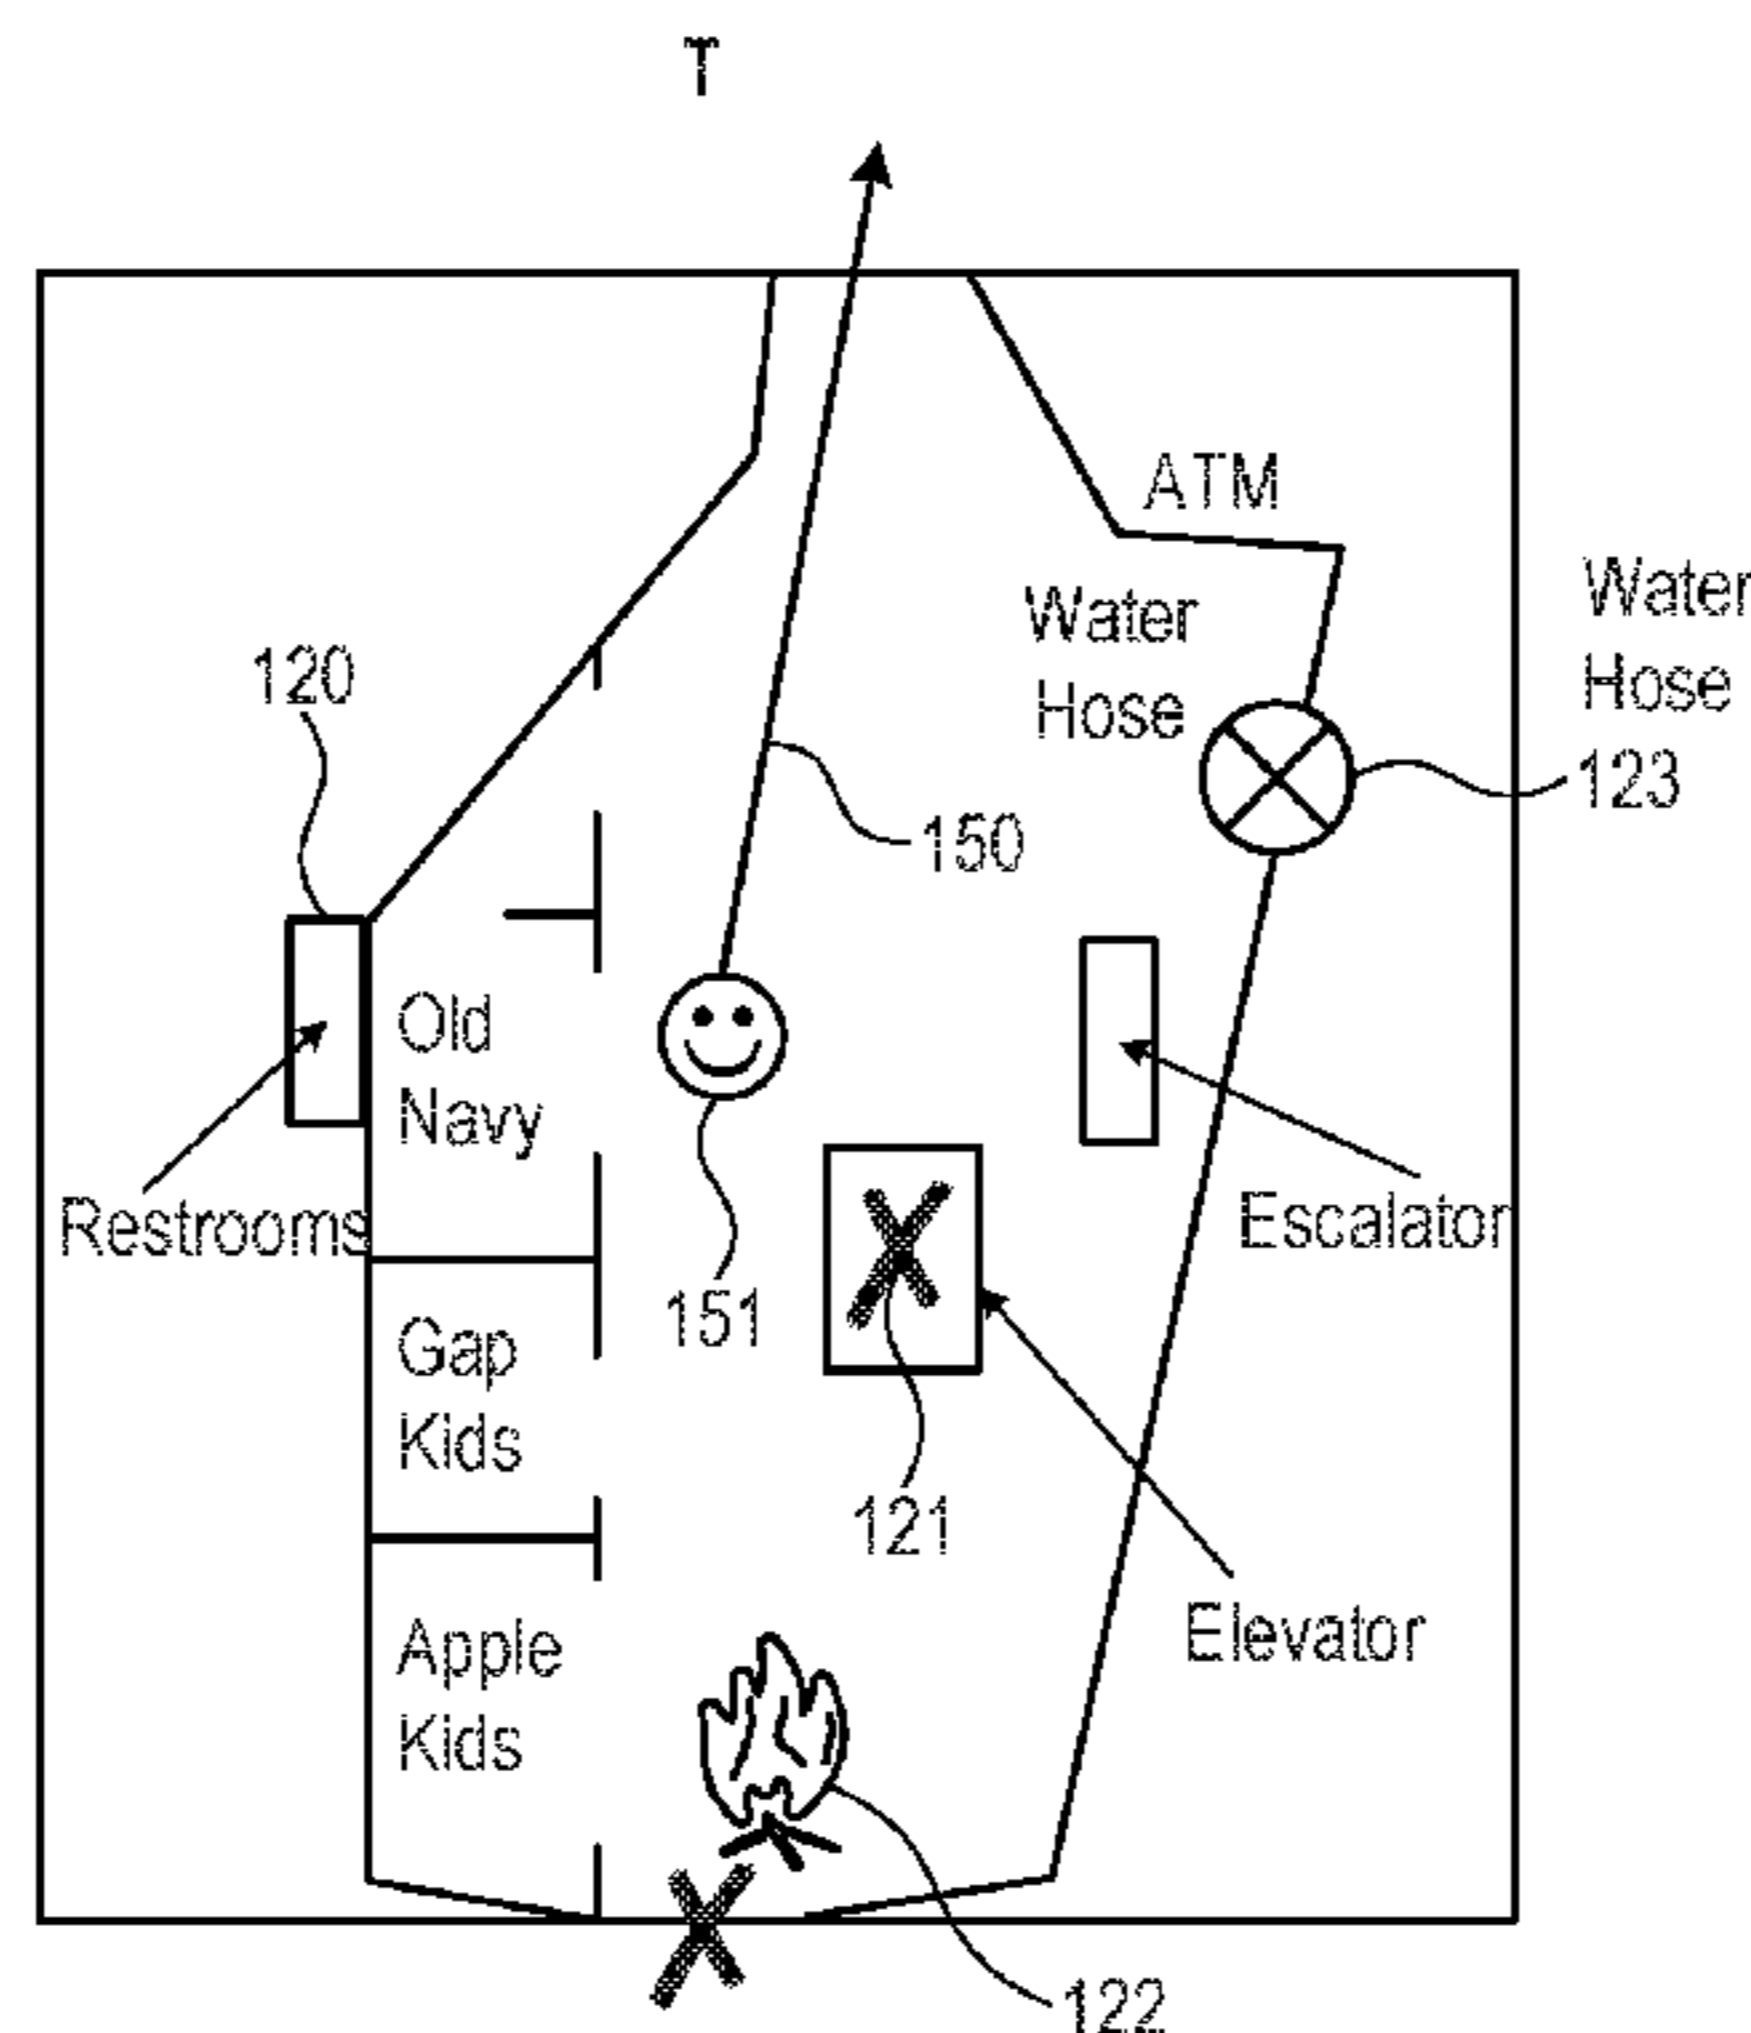 T
ATM
Water
Hose
Water
Hose
120
123
150
Old
Navy
Restrooms
Escalator
151
Gap
Kids
121
Elevator
Apple
Kids
122